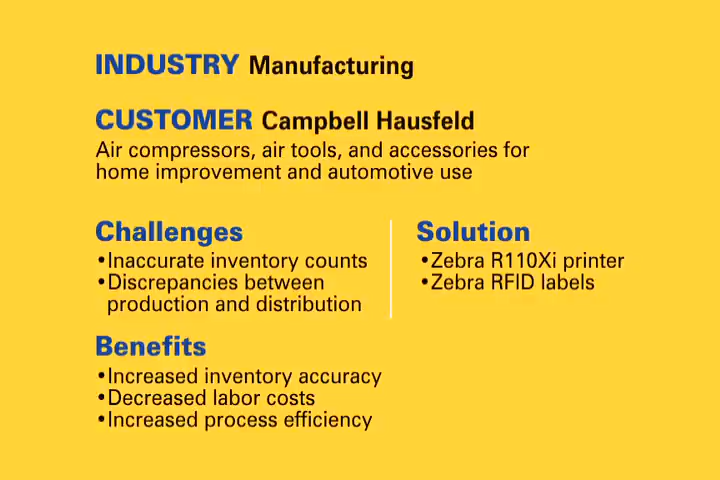 INDUSTRY Manufacturing
CUSTOMER Campbell Hausfeld
Air compressors, air tools, and accessories for
home improvement and automotive use
Challenges
•Inaccurate inventory counts
•Discrepancies between
production and distribution
Solution
•Zebra R110Xi printer
•Zebra RFID labels
Benefits
•Increased inventory accuracy
•Decreased labor costs
•Increased process efficiency